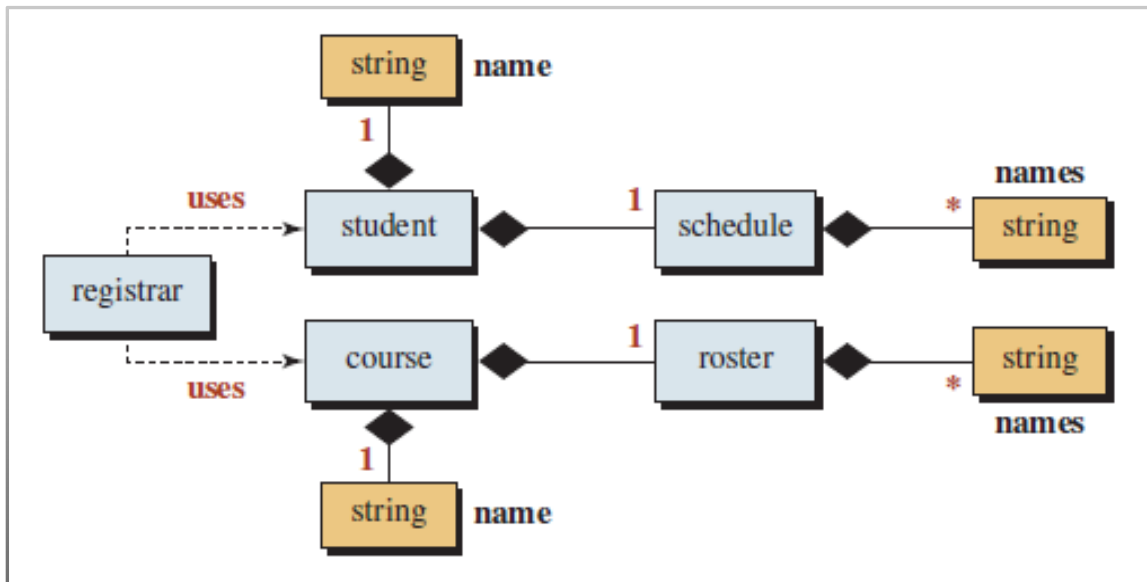 string
name
1
names
uses
student
1
schedule
*
string
registrar
course
1
roster
string
uses
*
names
1
string
name